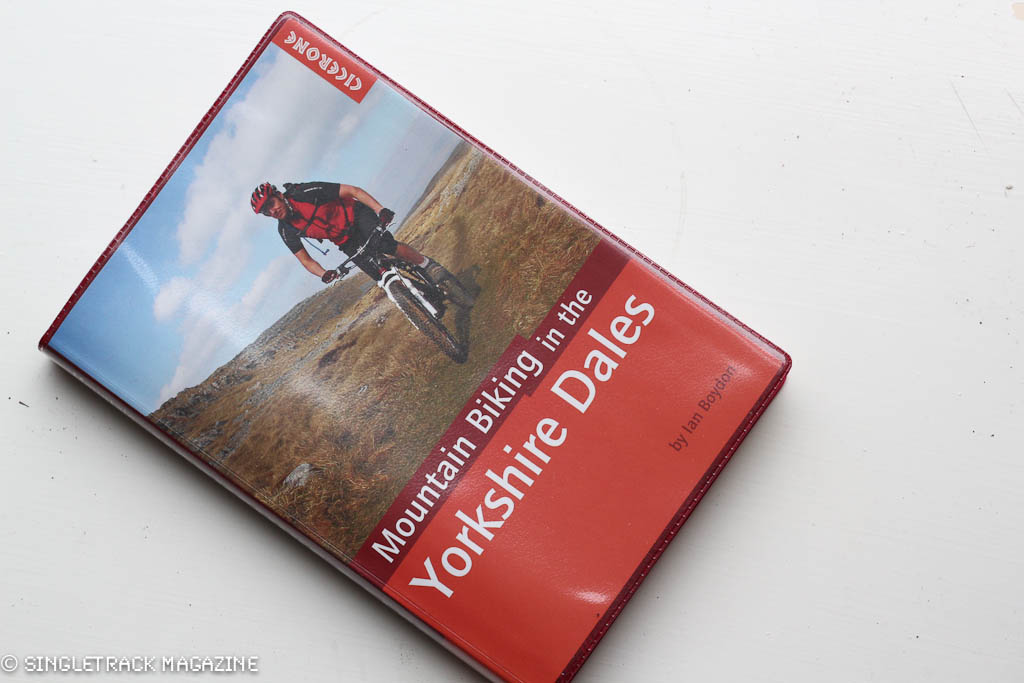 CICERONE
Mountain Biking in the
Yorkshire Dales
by Ian Boydon
© SINGLETRACK MAGAZINE